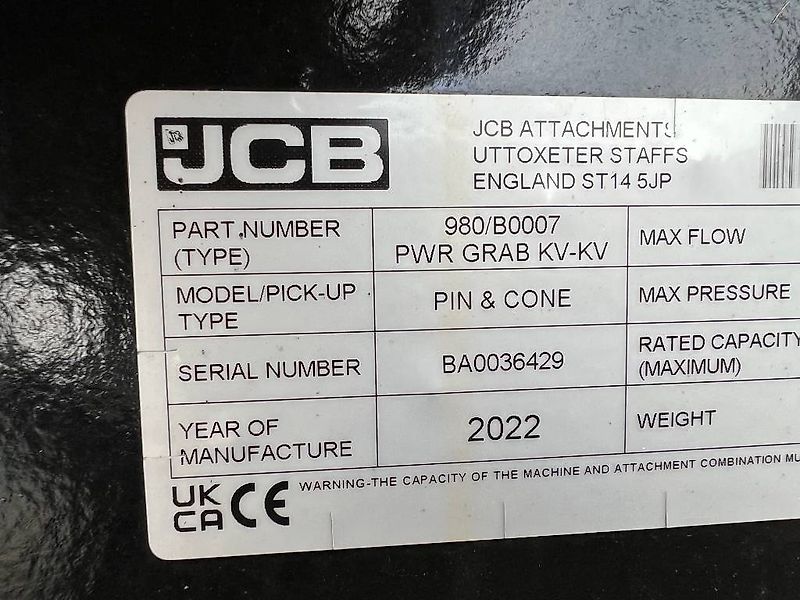 JCB
JCB ATTACHMENTS
UTTOXETER STAFFS
ENGLAND ST14 5JP
PART NUMBER
(TYPE)
980/B0007
PWR GRAB KV-KV
MAX FLOW
MODEL/PICK-UP
TYPE
PIN & CONE
MAX PRESSURE
SERIAL NUMBER
BA0036429
RATED CAPACITY
(MAXIMUM)
YEAR OF
MANUFACTURE
2022
WEIGHT
UK
CA
CE
WARNING-THE CAPACITY OF THE MACHINE AND ATTACHMENT COMBINATION MU